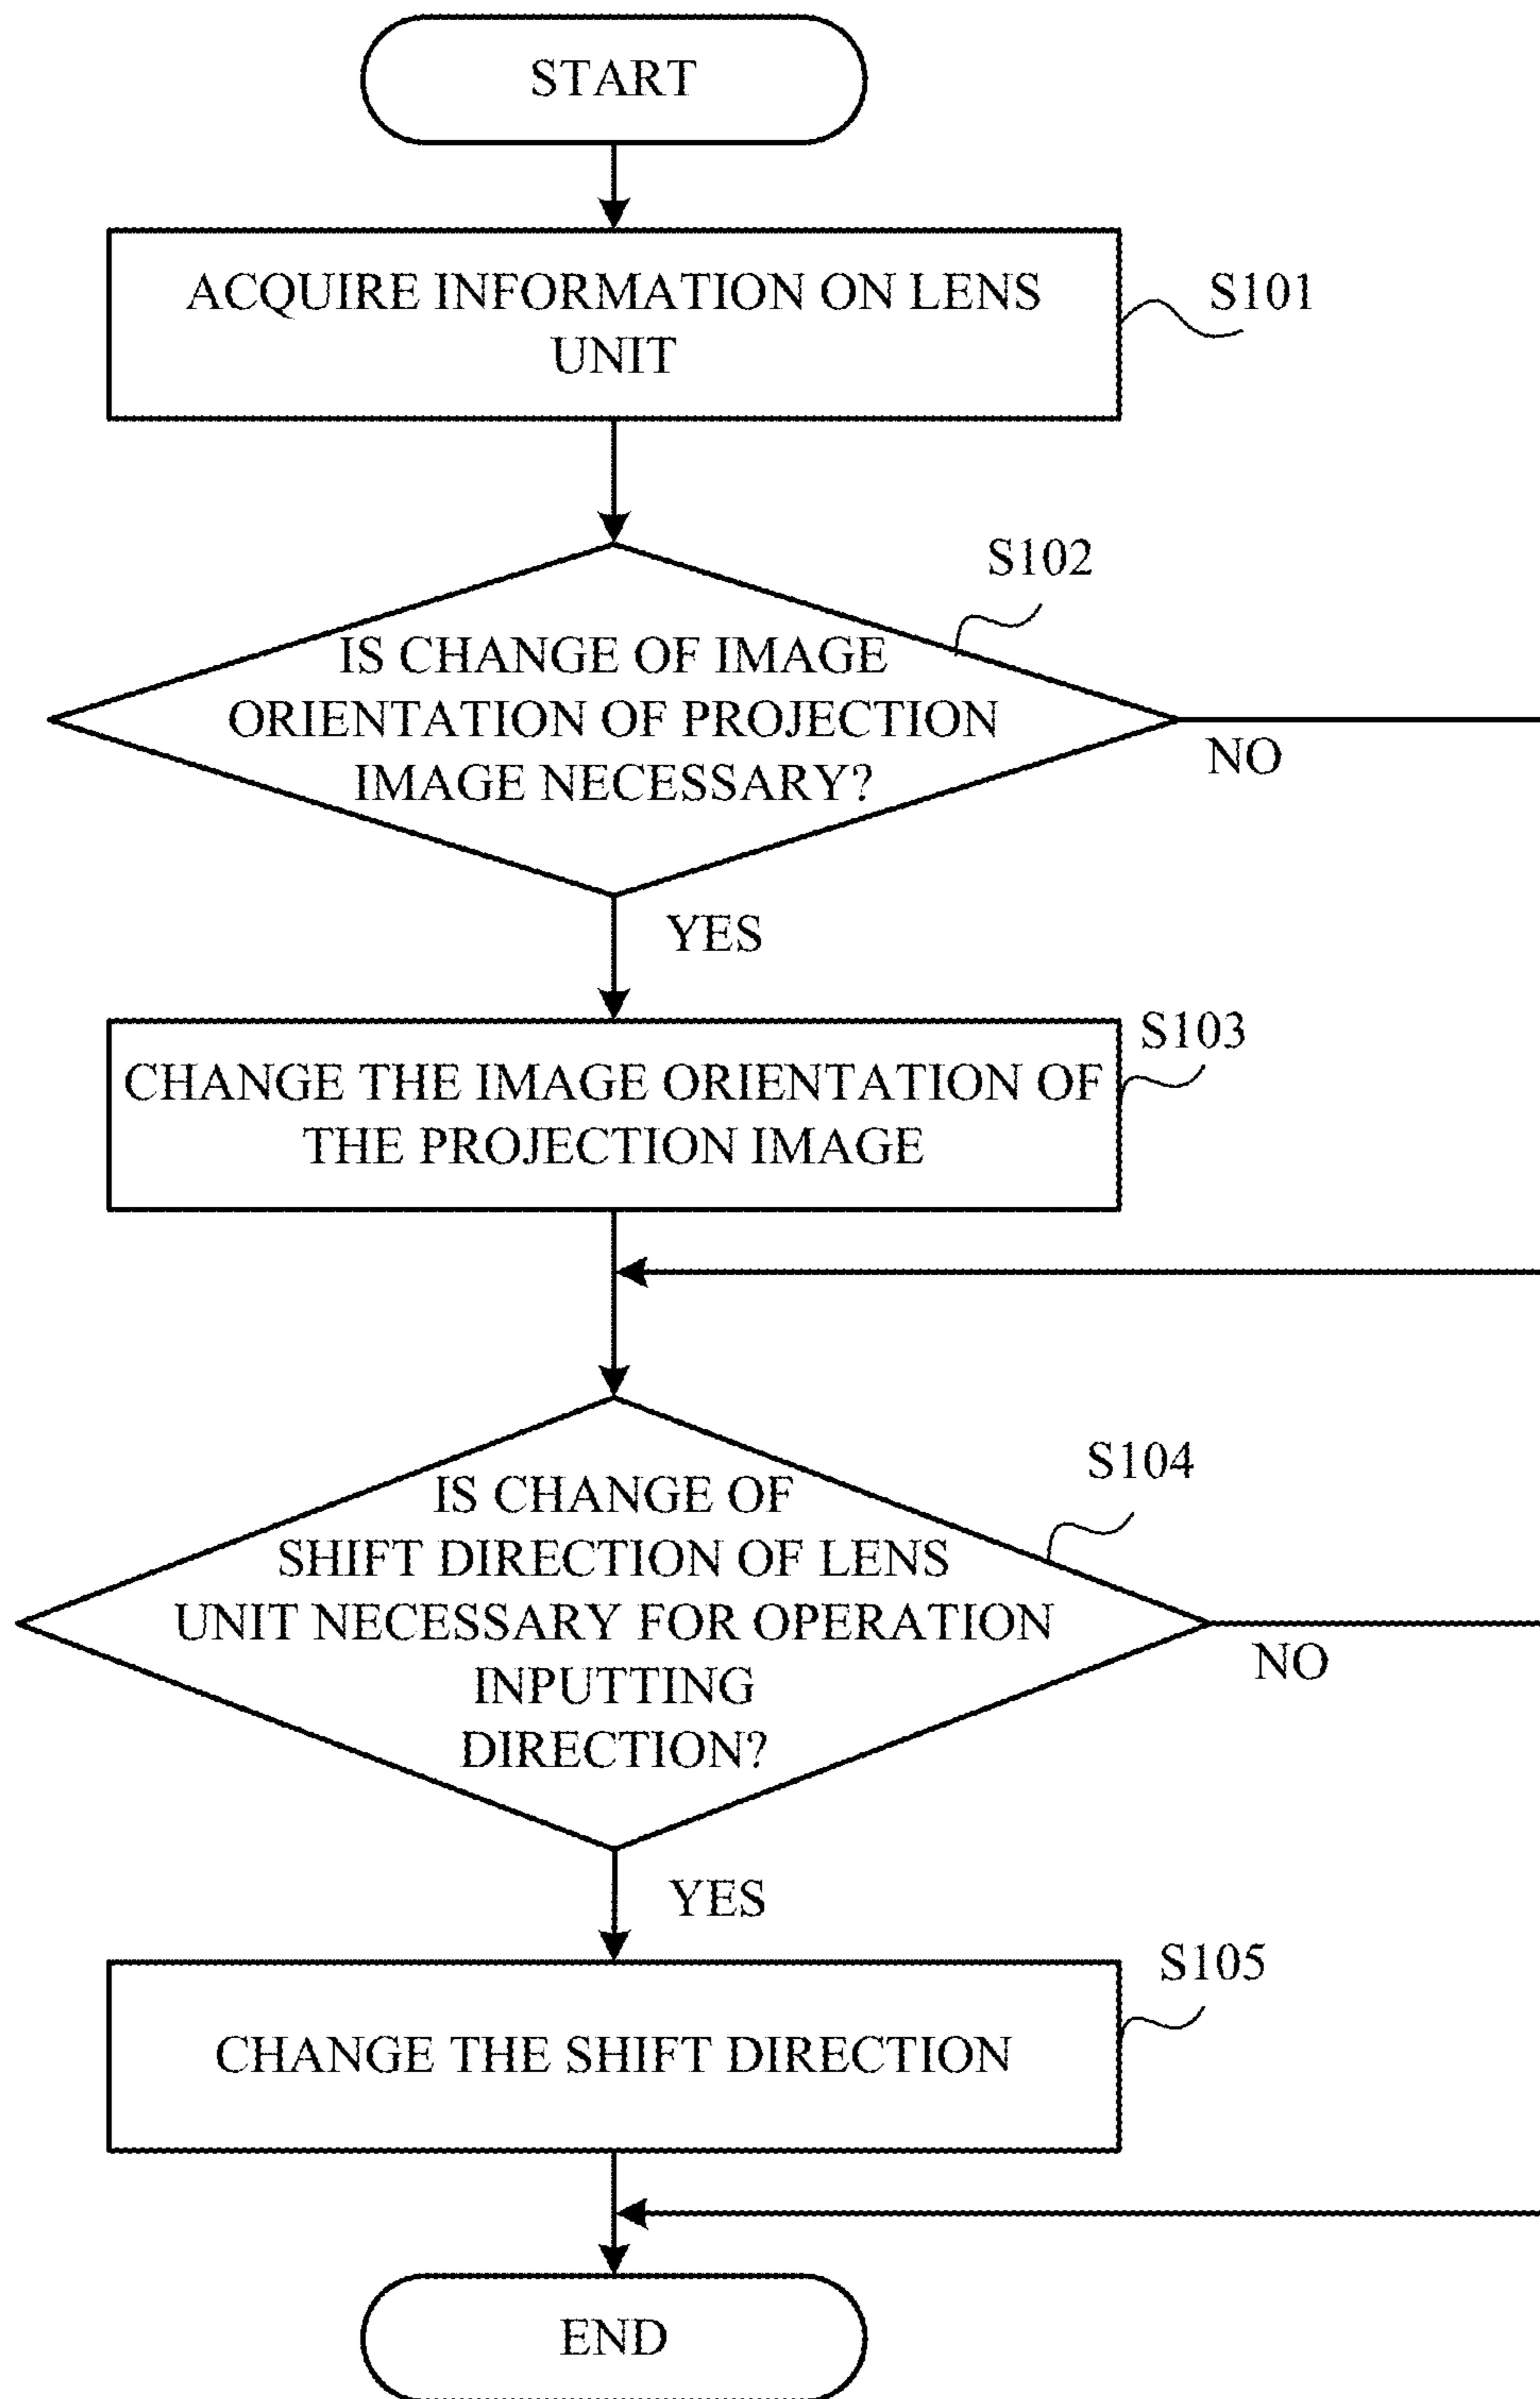 START
ACQUIRE INFORMATION ON LENS
UNIT
S101
S102
IS CHANGE OF IMAGE
ORIENTATION OF PROJECTION
IMAGE NECESSARY?
NO
YES
S103
CHANGE THE IMAGE ORIENTATION OF
THE PROJECTION IMAGE
S104
IS CHANGE OF
SHIFT DIRECTION OF LENS
UNIT NECESSARY FOR OPERATION
INPUTTING
DIRECTION?
NO
YES
S105
CHANGE THE SHIFT DIRECTION
END